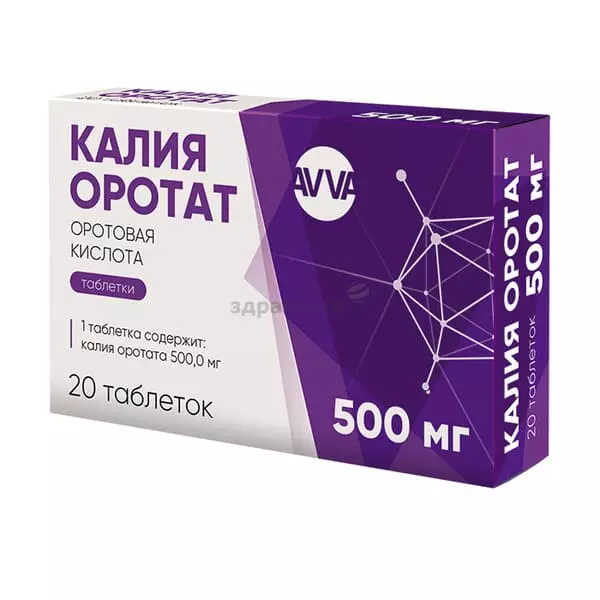 КАЛИЯ
ОРОТАТ
ОРОТОВАЯ
КИСЛОТА
таблетки
1 таблетка содержит:
калия оротата 500,0 мг
20 таблеток
AVVA
500 мг
500 мг
КАЛИЯ ОРОТАТ
500 мг
20 таблеток